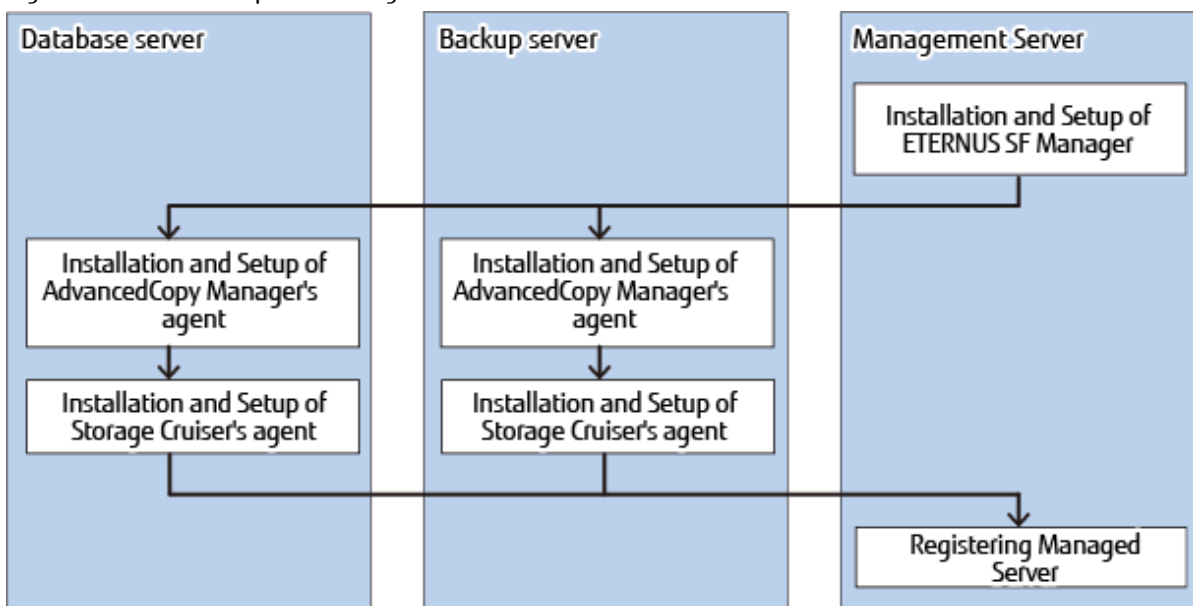 Database server
Backup server
Management Server
Installation and Setup of
ETERNUS SF Manager
Installation and Setup of
AdvancedCopy Manager's
agent
Installation and Setup of
AdvancedCopy Manager's
agent
Installation and Setup of
Storage Cruiser's agent
Installation and Setup of
Storage Cruiser's agent
Registering Managed
Server